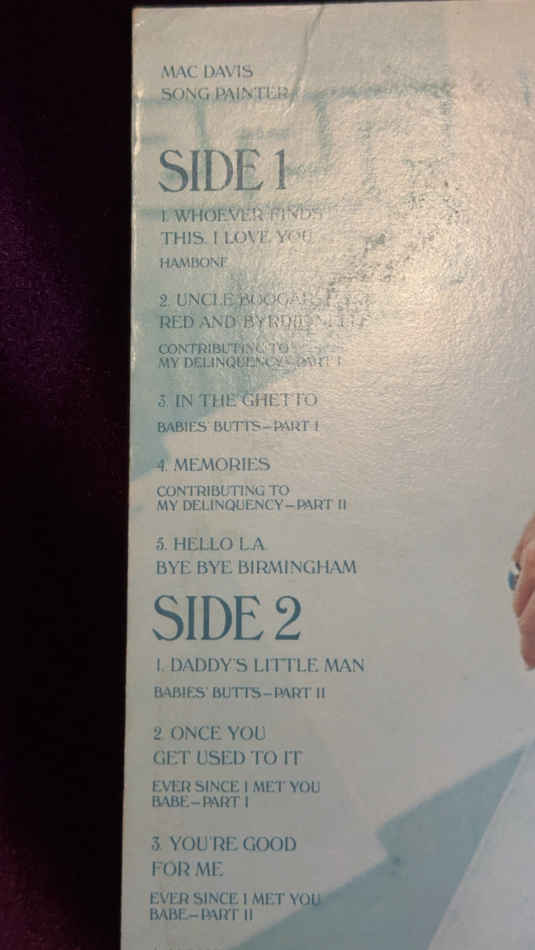 MAC DAVIS
SONG PAINTER
SIDE 1
1. WHOEVER FINDS
THIS, I LOVE YOU
HAMBONE
2. UNCLE BOOGAR
RED AND BYRDIE
CONTRIBUTING TO
MY DELINQUENCY—PART I
3. IN THE GHETTO
BABIES' BUTTS—PART I
4. MEMORIES
CONTRIBUTING TO
MY DELINQUENCY—PART II
5. HELLO L.A.
BYE BYE BIRMINGHAM
SIDE 2
1. DADDY'S LITTLE MAN
BABIES' BUTTS—PART II
2. ONCE YOU
GET USED TO IT
EVER SINCE I MET YOU
BABE—PART I
3. YOU'RE GOOD
FOR ME
EVER SINCE I MET YOU
BABE—PART II